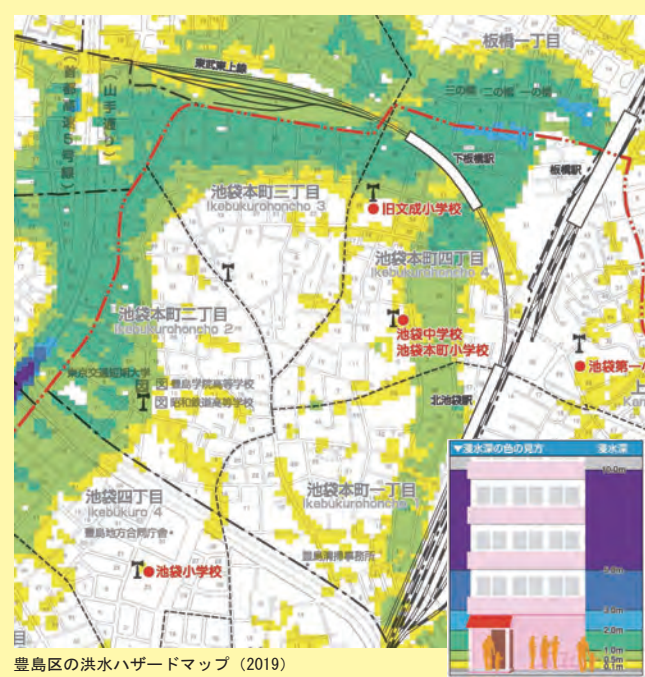 板橋一丁目
東武東上線
(首都高速5号線)
(山手通り)
三の橋 二の橋 一の橋
下板橋駅
板橋駅
池袋本町三丁目
Ikebukurohoncho 3
旧文成小学校
池袋本町四丁目
Ikebukurohoncho 4
池袋本町二丁目
Ikebukurohoncho 2
池袋中学校
池袋本町小学校
東京交通短期大学
豊島学院高等学校
昭和鉄道高等学校
池袋第一小
上
北池袋駅
池袋四丁目
Ikebukuro 4
豊島地方合同庁舎
池袋本町一丁目
Ikebukurohoncho
豊島清掃事務所
池袋小学校
▼浸水深の色の見方
浸水深
10.0m
5.0m
3.0m
2.0m
1.0m
0.5m
0.1m
豊島区の洪水ハザードマップ（2019）